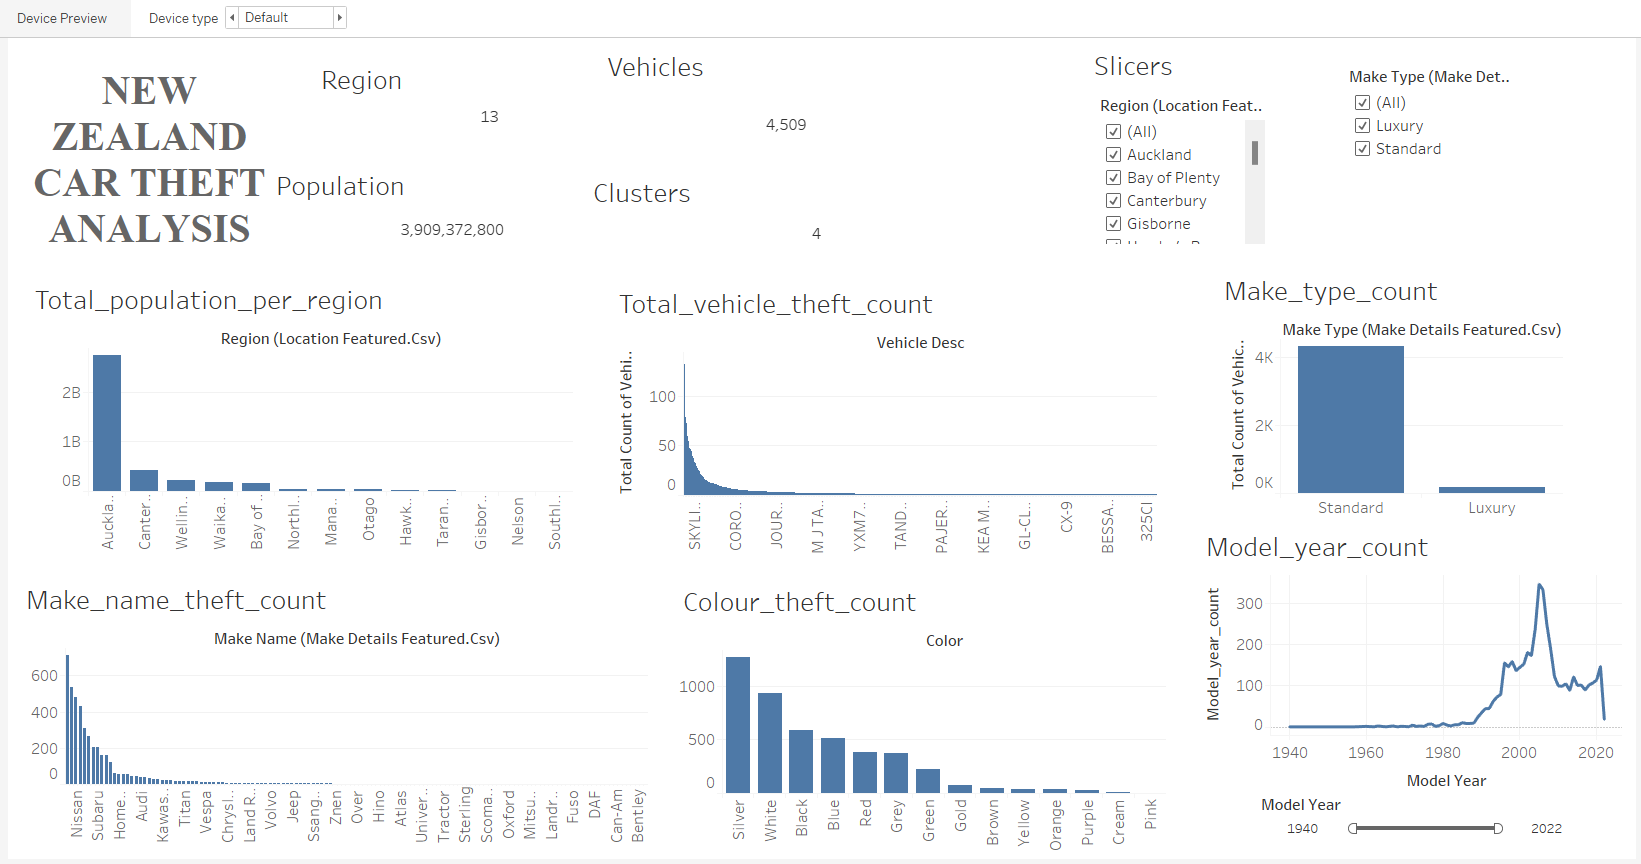 Device Preview
Device type
Default
NEW
ZEALAND
CAR THEFT
ANALYSIS
Region
13
Population
3,909,372,800
Vehicles
4,509
Clusters
4
Slicers
Region (Location Feat..
(All)
Auckland
Bay of Plenty
Canterbury
Gisborne
Make Type (Make Det..
(All)
Luxury
Standard
Total_population_per_region
Region (Location Featured.Csv)
2B
1B
0B
Auckla..
Canter..
Wellin..
Waika..
Bay of ..
Northl..
Mana..
Otago
Hawk..
Taran..
Gisbor..
Nelson
Southl..
Total_vehicle_theft_count
Vehicle Desc
Total Count of Vehi..
100
50
0
SKYLI..
CORO..
JOUR..
M J TA..
YXM7..
TAND..
PAJER..
KEA M..
GL-CL..
CX-9
BESSA..
325CI
Make_type_count
Make Type (Make Details Featured.Csv)
Total Count of Vehic..
4K
2K
0K
Standard
Luxury
Make_name_theft_count
Make Name (Make Details Featured.Csv)
600
400
200
0
Nissan
Subaru
Home..
Audi
Kawas..
Titan
Vespa
Chrysl..
Land R..
Volvo
Jeep
Ssang..
Znen
Over
Hino
Atlas
Univer..
Tractor
Sterling
Scoma..
Oxford
Mitsu..
Landr..
Fuso
DAF
Can-Am
Bentley
Colour_theft_count
Color
1000
500
0
Silver
White
Black
Blue
Red
Grey
Green
Gold
Brown
Yellow
Orange
Purple
Cream
Pink
Model_year_count
Model_year_count
300
200
100
0
1940
1960
1980
2000
2020
Model Year
Model Year
1940
2022